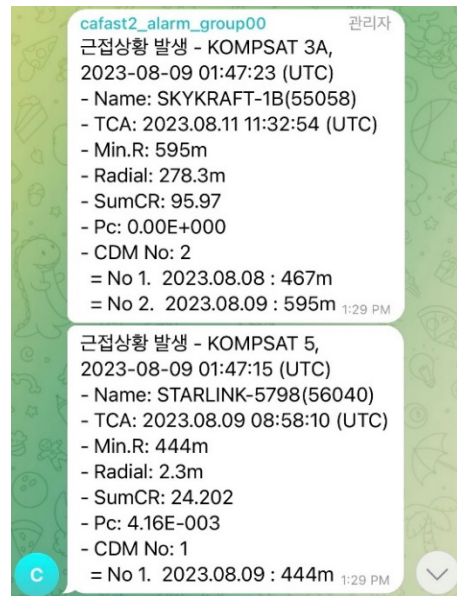 cafast2_alarm_group00 관리자
근접상황 발생 - KOMPSAT 3A,
2023-08-09 01:47:23 (UTC)
- Name: SKYKRAFT-1B(55058)
- TCA: 2023.08.11 11:32:54 (UTC)
- Min.R: 595m
- Radial: 278.3m
- SumCR: 95.97
- Pc: 0.00E+000
- CDM No: 2
= No 1. 2023.08.08 : 467m
= No 2. 2023.08.09 : 595m 1:29 PM
근접상황 발생 - KOMPSAT 5,
2023-08-09 01:47:15 (UTC)
- Name: STARLINK-5798(56040)
- TCA: 2023.08.09 08:58:10 (UTC)
- Min.R: 444m
- Radial: 2.3m
- SumCR: 24.202
- Pc: 4.16E-003
- CDM No: 1
= No 1. 2023.08.09 : 444m 1:29 PM
C